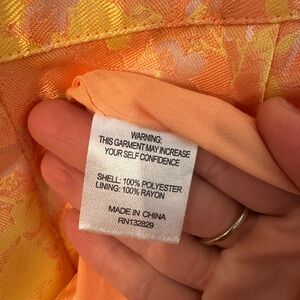 WARNING:
THIS GARMENT MAY INCREASE
YOUR SELF CONFIDENCE
SHELL: 100% POLYESTER
LINING: 100% RAYON
MADE IN CHINA
RN132829